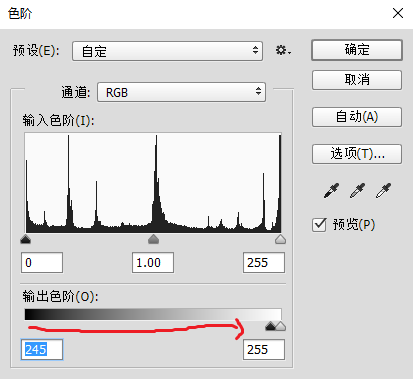 色阶
预设(E): 自定
确定
取消
自动(A)
选项(T)...
预览(P)
通道: RGB
输入色阶(I):
0 1.00 255
输出色阶(O):
245 255